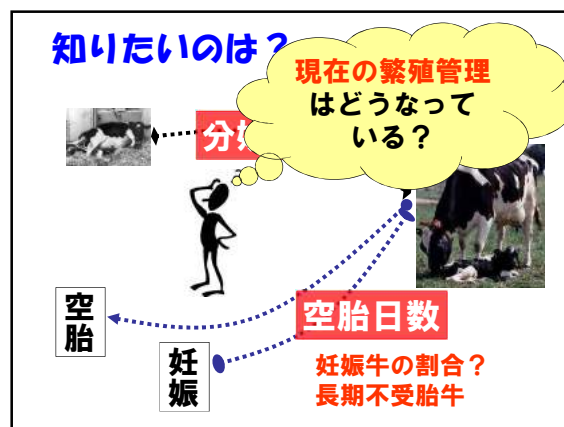 知りたいのは？
現在の繁殖管理
はどうなって
いる？
分
空胎
空胎日数
妊娠
妊娠牛の割合？
長期不受胎牛